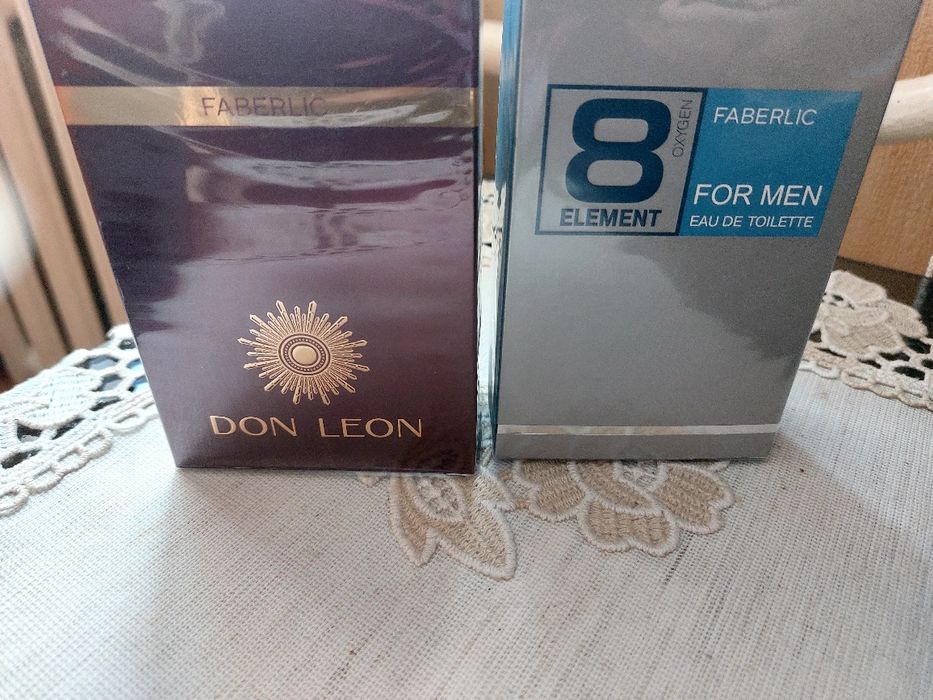 FABERLIC
DON LEON
8
OXYGEN
ELEMENT
FABERLIC
FOR MEN
EAU DE TOILETTE